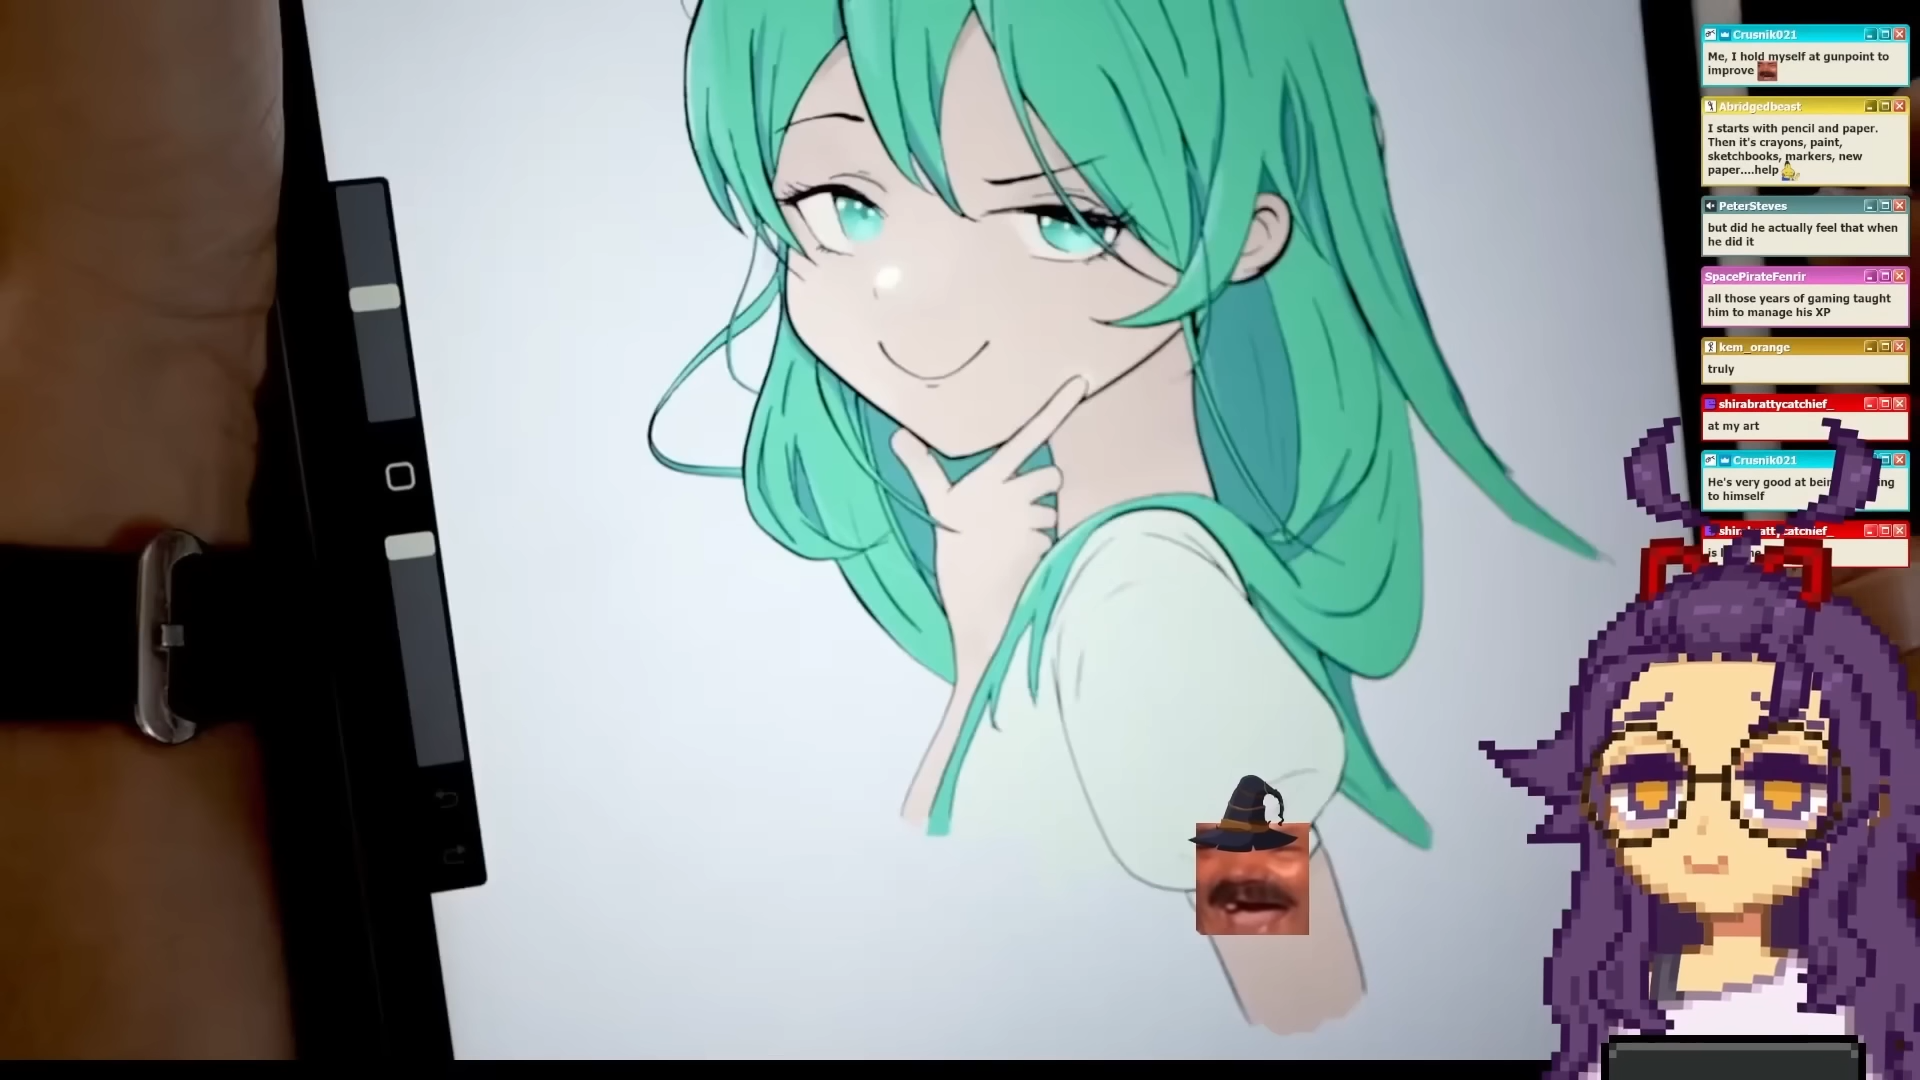 Crusnik021
Me, I hold myself at gunpoint to
improve
Abridgedbeast
I starts with pencil and paper.
Then it's crayons, paint,
sketchbooks, markers, new
paper....help
PeterSteves
but did he actually feel that when
he did it
SpacePirateFenrir
all those years of gaming taught
him to manage his XP
kem_orange
truly
shirabrattycatchief_
at my art
Crusnik021
He's very good at
to himself